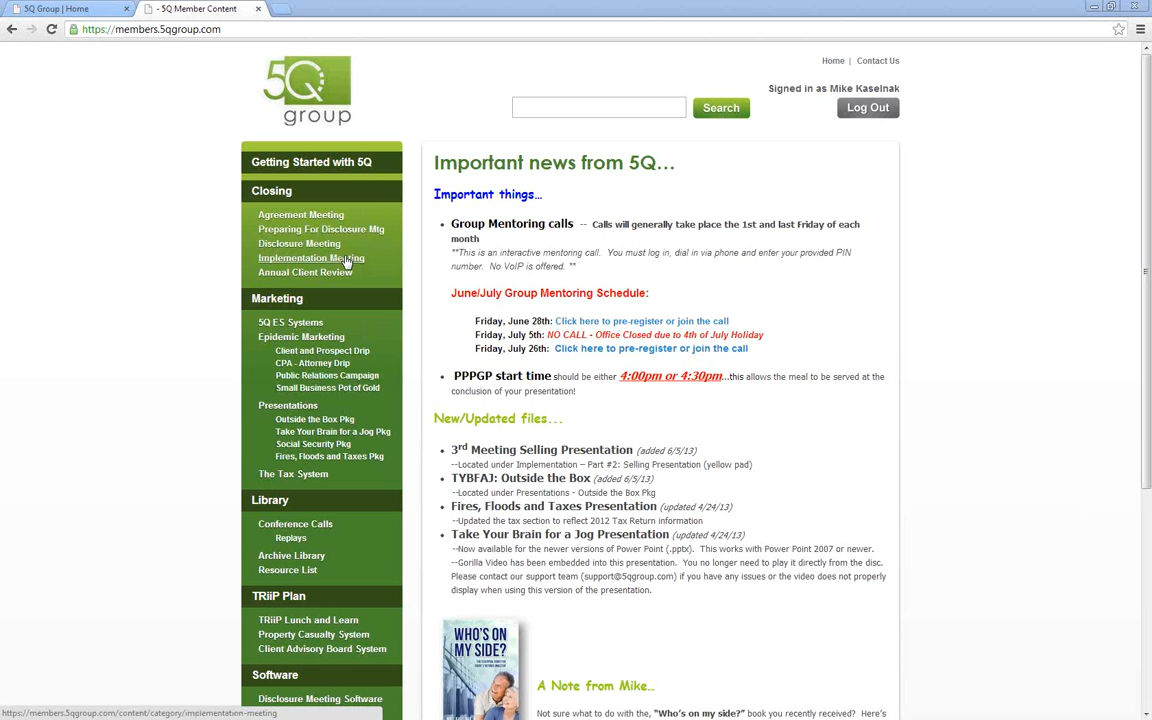 5Q Group | Home
- 5Q Member Content
https://members.5qgroup.com
Home | Contact Us
5Q
group
Signed in as Mike Kaselnak
Search
Log Out
Getting Started with 5Q
Closing
Agreement Meeting
Preparing For Disclosure Mtg
Disclosure Meeting
Implementation Meeting
Annual Client Review
Marketing
5Q ES Systems
Epidemic Marketing
Client and Prospect Drip
CPA - Attorney Drip
Public Relations Campaign
Small Business Pot of Gold
Presentations
Outside the Box Pkg
Take Your Brain for a Jog Pkg
Social Security Pkg
Fires, Floods and Taxes Pkg
The Tax System
Library
Conference Calls
Replays
Archive Library
Resource List
TRiiP Plan
TRiiP Lunch and Learn
Property Casualty System
Client Advisory Board System
Software
Disclosure Meeting Software
Important news from 5Q...
Important things...
• Group Mentoring calls -- Calls will generally take place the 1st and last Friday of each
month
**This is an interactive mentoring call. You must log in, dial in via phone and enter your provided PIN
number. No VoIP is offered. **
June/July Group Mentoring Schedule:
Friday, June 28th: Click here to pre-register or join the call
Friday, July 5th: NO CALL - Office Closed due to 4th of July Holiday
Friday, July 26th: Click here to pre-register or join the call
• PPPGP start time should be either 4:00pm or 4:30pm...this allows the meal to be served at the
conclusion of your presentation!
New/Updated files...
• 3rd Meeting Selling Presentation (added 6/5/13)
--Located under Implementation – Part #2: Selling Presentation (yellow pad)
• TYBFAJ: Outside the Box (added 6/5/13)
--Located under Presentations - Outside the Box Pkg
• Fires, Floods and Taxes Presentation (updated 4/24/13)
--Updated the tax section to reflect 2012 Tax Return information
• Take Your Brain for a Jog Presentation (updated 4/24/13)
--Now available for the newer versions of Power Point (.pptx). This works with Power Point 2007 or newer.
--Gorilla Video has been embedded into this presentation. You no longer need to play it directly from the disc.
Please contact our support team (support@5qgroup.com) if you have any issues or the video does not properly
display when using this version of the presentation.
WHO'S ON
MY SIDE?
A Note from Mike...
Not sure what to do with the, "Who's on my side?" book you recently received? Here's
https://members.5qgroup.com/content/category/implementation-meeting